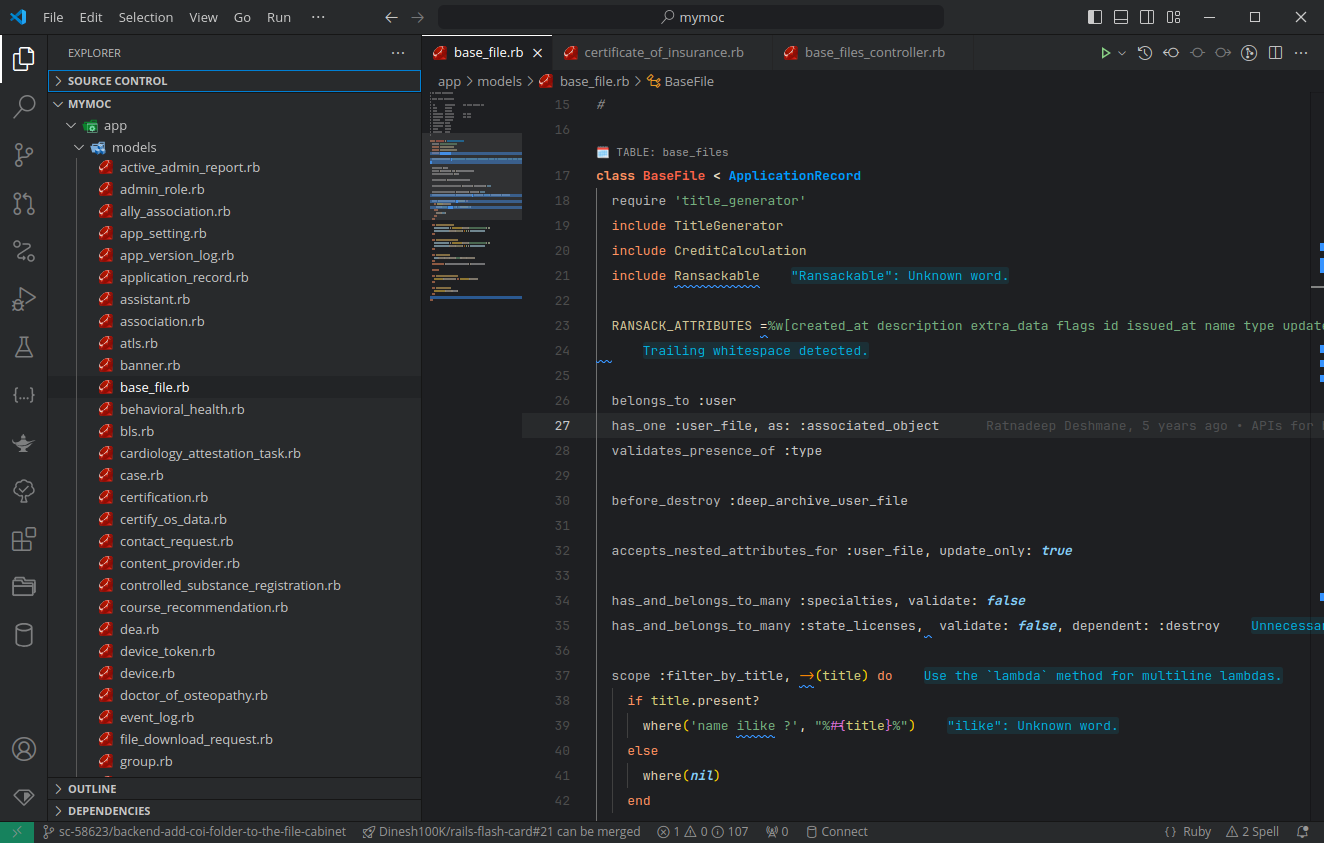 File Edit Selection View Go Run ···
mymoc
EXPLORER
SOURCE CONTROL
MYMOC
app
models
active_admin_report.rb
admin_role.rb
ally_association.rb
app_setting.rb
app_version_log.rb
application_record.rb
assistant.rb
association.rb
atls.rb
banner.rb
base_file.rb
behavioral_health.rb
bls.rb
cardiology_attestation_task.rb
case.rb
certification.rb
certify_os_data.rb
contact_request.rb
content_provider.rb
controlled_substance_registration.rb
course_recommendation.rb
dea.rb
device_token.rb
device.rb
doctor_of_osteopathy.rb
event_log.rb
file_download_request.rb
group.rb
OUTLINE
DEPENDENCIES
base_file.rb certificate_of_insurance.rb base_files_controller.rb
app > models > base_file.rb > BaseFile
15 #
16
TABLE: base_files
17 class BaseFile < ApplicationRecord
18 require 'title_generator'
19 include TitleGenerator
20 include CreditCalculation
21 include Ransackable "Ransackable": Unknown word.
22
23 RANSACK_ATTRIBUTES =%w[created_at description extra_data flags id issued_at name type update
24 Trailing whitespace detected.
25
26 belongs_to :user
27 has_one :user_file, as: :associated_object Ratnadeep Deshmane, 5 years ago • APIs for
28 validates_presence_of :type
29
30 before_destroy :deep_archive_user_file
31
32 accepts_nested_attributes_for :user_file, update_only: true
33
34 has_and_belongs_to_many :specialties, validate: false
35 has_and_belongs_to_many :state_licenses,  validate: false, dependent: :destroy Unnecessa
36
37 scope :filter_by_title, ->(title) do Use the `lambda` method for multiline lambdas.
38 if title.present?
39 where('name ilike ?', "%#{title}%") "ilike": Unknown word.
40 else
41 where(nil)
42 end
sc-58623/backend-add-coi-folder-to-the-file-cabinet Dinesh100K/rails-flash-card#21 can be merged 1 0 107 0 Connect { } Ruby 2 Spell